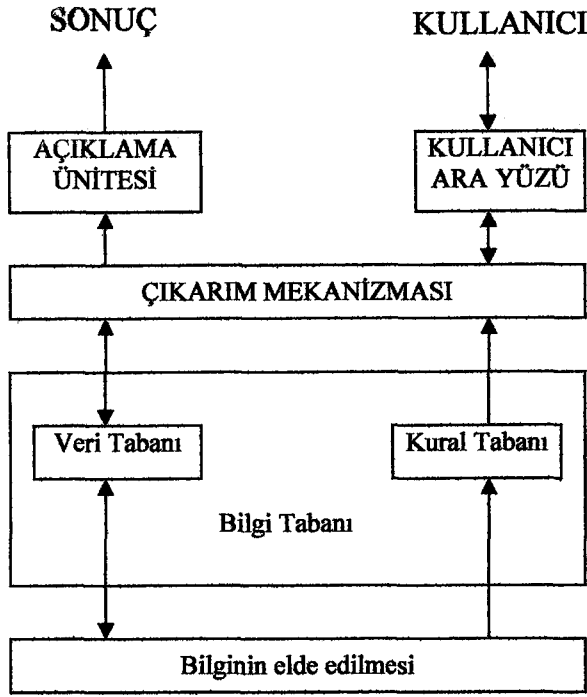 SONUÇ KULLANICI
AÇIKLAMA
ÜNİTESİ
KULLANICI
ARA YÜZÜ
ÇIKARIM MEKANİZMASI
Veri Tabanı
Kural Tabanı
Bilgi Tabanı
Bilginin elde edilmesi